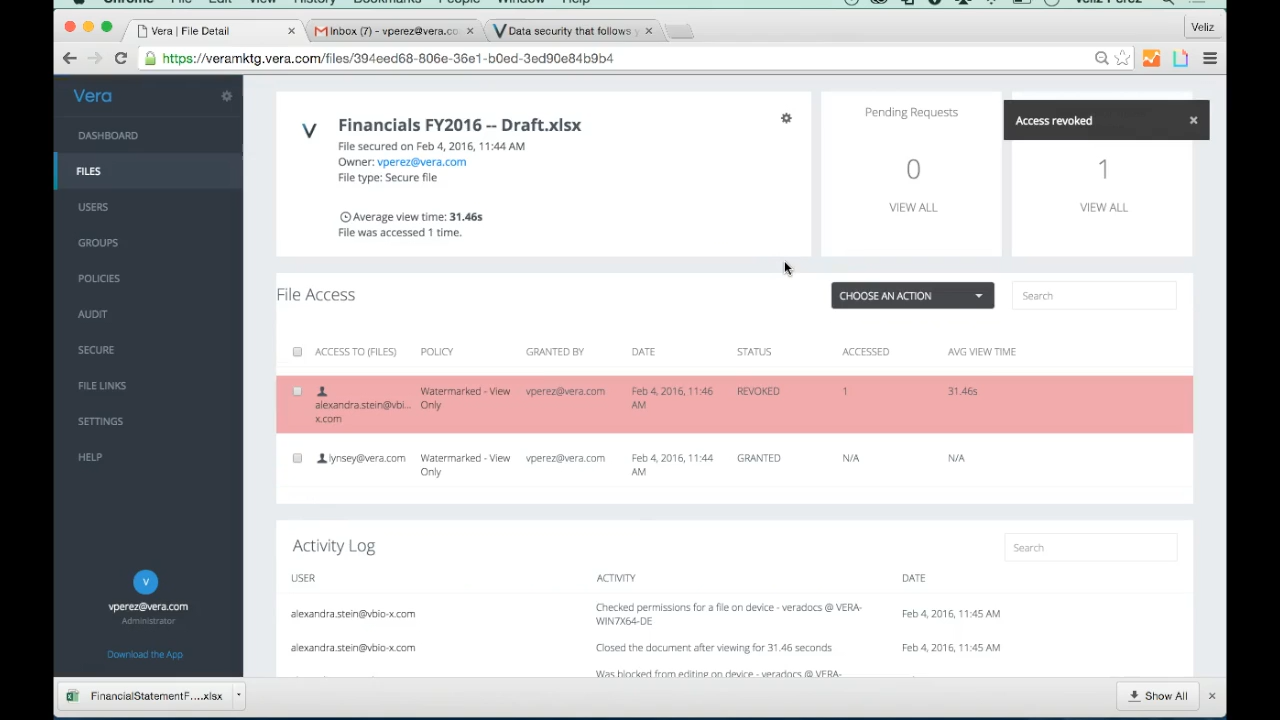 Chrome File Edit View History Bookmarks People Window Help Veliz Perez
Vera | File Detail
Inbox (7) - vperez@vera.co
Data security that follows
Veliz
https://veramktg.vera.com/files/394eed68-806e-36e1-b0ed-3ed90e84b9b4
Vera
DASHBOARD
FILES
USERS
GROUPS
POLICIES
AUDIT
SECURE
FILE LINKS
SETTINGS
HELP
V
vperez@vera.com
Administrator
Download the App
Financials FY2016 -- Draft.xlsx
File secured on Feb 4, 2016, 11:44 AM
Owner: vperez@vera.com
File type: Secure file
Average view time: 31.46s
File was accessed 1 time.
Pending Requests
0
VIEW ALL
Access revoked
1
VIEW ALL
File Access
CHOOSE AN ACTION
Search
ACCESS TO (FILES) POLICY GRANTED BY DATE STATUS ACCESSED AVG VIEW TIME
Watermarked - View vperez@vera.com Feb 4, 2016, 11:46 REVOKED 1 31.46s
alexandra.stein@vbi... Only AM
x.com
lynsey@vera.com Watermarked - View vperez@vera.com Feb 4, 2016, 11:44 GRANTED N/A N/A
Only AM
Activity Log
Search
USER ACTIVITY DATE
alexandra.stein@vbio-x.com Checked permissions for a file on device - veradocs @ VERA- Feb 4, 2016, 11:45 AM
WIN7X64-DE
alexandra.stein@vbio-x.com Closed the document after viewing for 31.46 seconds Feb 4, 2016, 11:45 AM
Was blocked from editing on device - veradocs @ VERA-
FinancialStatementF....xlsx
Show All